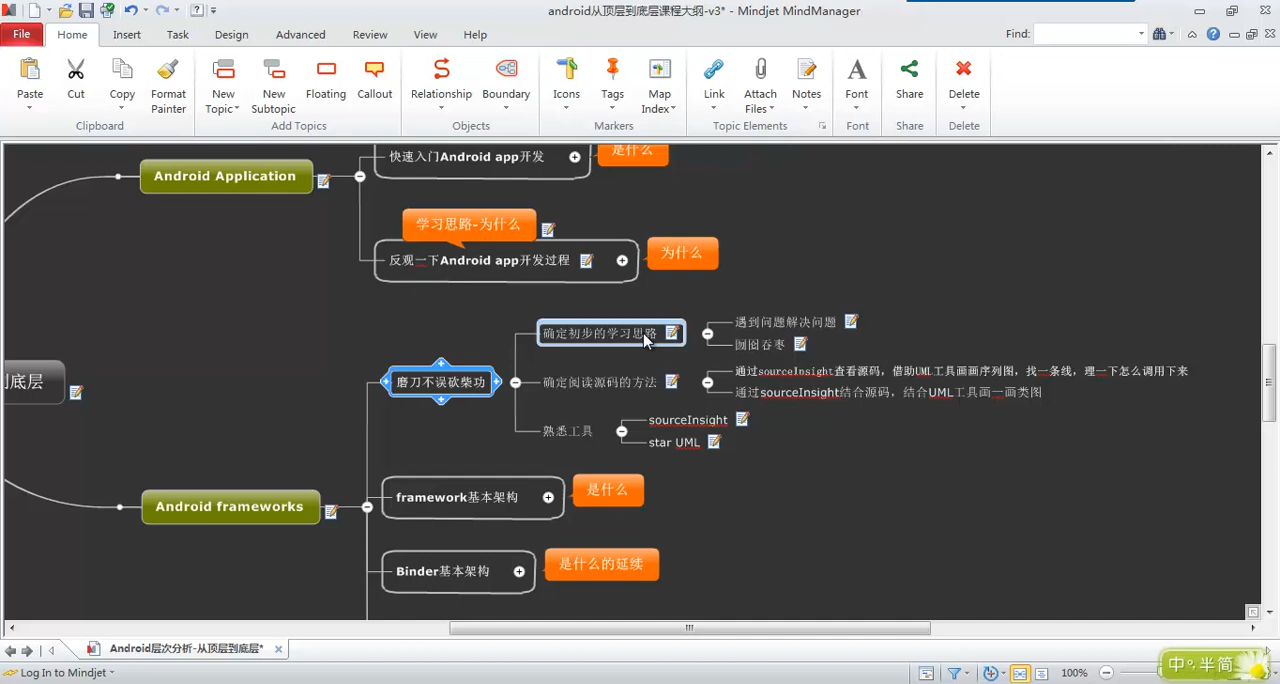 android从顶层到底层课程大纲-v3* - Mindjet MindManager
File Home Insert Task Design Advanced Review View Help Find:
Paste Cut Copy Format Painter New Topic New Subtopic Floating Callout Relationship Boundary Icons Tags Map Index Link Attach Files Notes Font Share Delete
Clipboard Add Topics Objects Markers Topic Elements Font Share Delete
快速入门Android app开发
是什么
Android Application
学习思路-为什么
反观一下Android app开发过程
为什么
确定初步的学习思路
遇到问题解决问题
囫囵吞枣
底层
磨刀不误砍柴功
确定阅读源码的方法
通过sourceInsight查看源码，借助UML工具画画序列图，找一条线，理一下怎么调用下来
通过sourceInsight结合源码，结合UML工具画一画类图
熟悉工具
sourceInsight
star UML
framework基本架构
是什么
Android frameworks
Binder基本架构
是什么的延续
Android层次分析-从顶层到底层*
Log In to Mindjet
100%
中 半 简